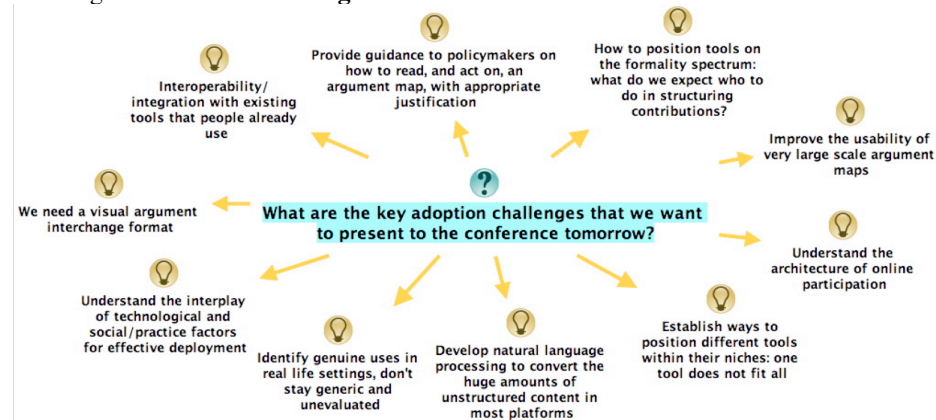 Provide guidance to policymakers on
how to read, and act on, an
argument map, with appropriate
justification
How to position tools on
the formality spectrum:
what do we expect who to
do in structuring
contributions?
Interoperability/
integration with existing
tools that people already
use
Improve the usability of
very large scale argument
maps
We need a visual argument
interchange format
?
What are the key adoption challenges that we want
to present to the conference tomorrow?
Understand the
architecture of online
participation
Understand the interplay
of technological and
social/practice factors
for effective deployment
Identify genuine uses in
real life settings, don't
stay generic and
unevaluated
Develop natural language
processing to convert the
huge amounts of
unstructured content in
most platforms
Establish ways to
position different tools
within their niches: one
tool does not fit all